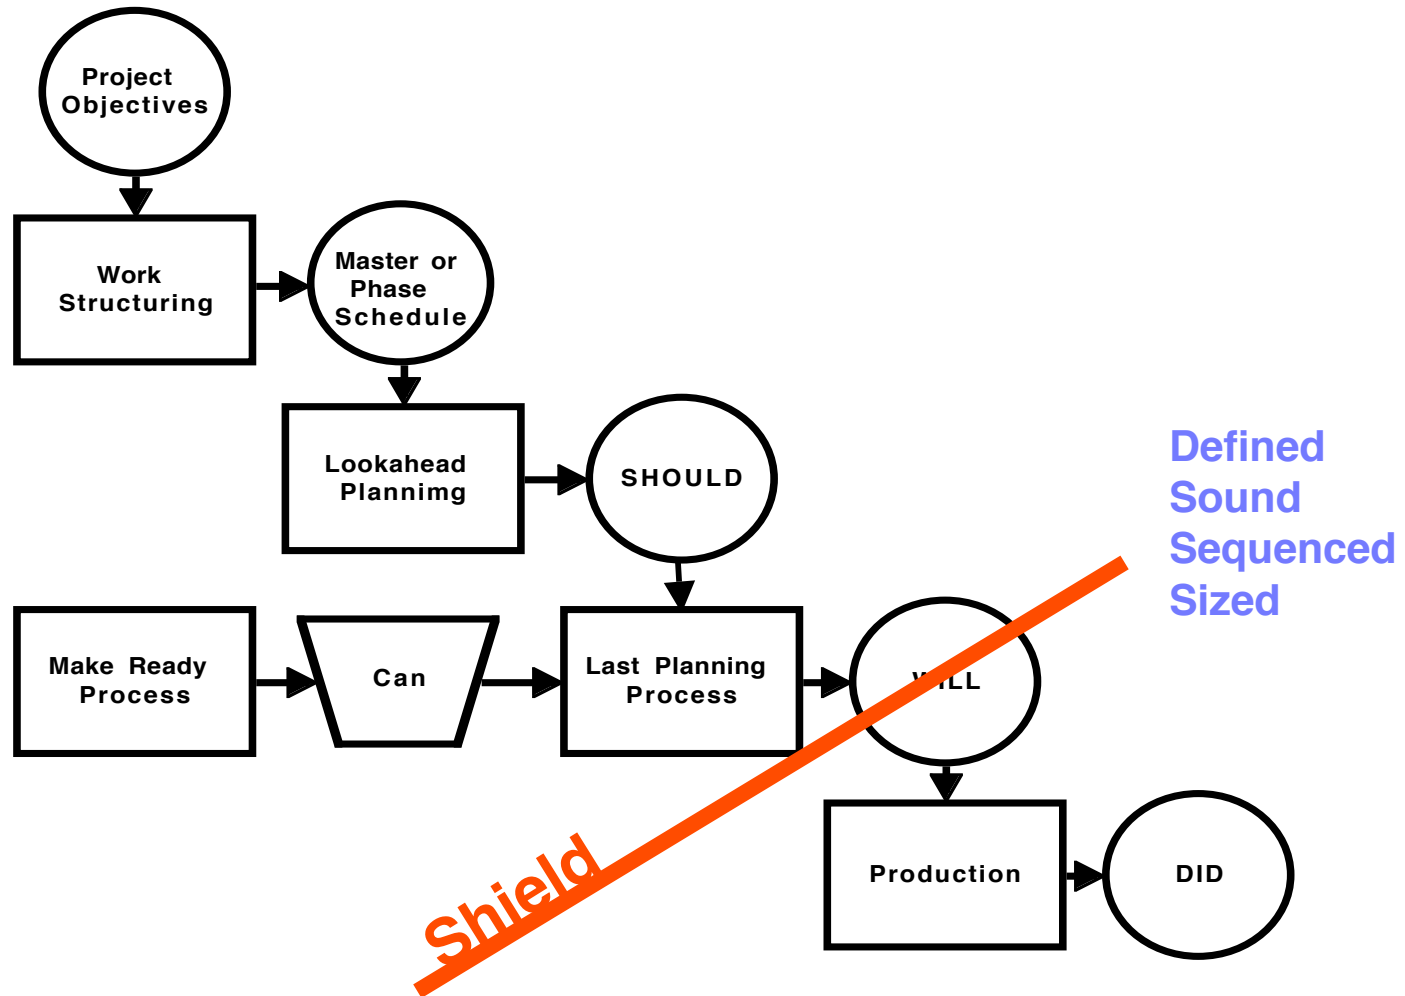 Project
Objectives
Work
Structuring
Master or
Phase
Schedule
Lookahead
Plannimg
SHOULD
Defined
Sound
Sequenced
Sized
Make Ready
Process
Can
Last Planning
Process
WILL
Shield
Production
DID